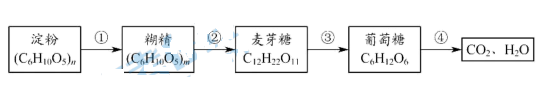 淀粉
(C₆H₁₀O₅)ₙ
①
糊精
(C₆H₁₀O₅)ₘ
②
麦芽糖
C₁₂H₂₂O₁₁
③
葡萄糖
C₆H₁₂O₆
④
CO₂、H₂O